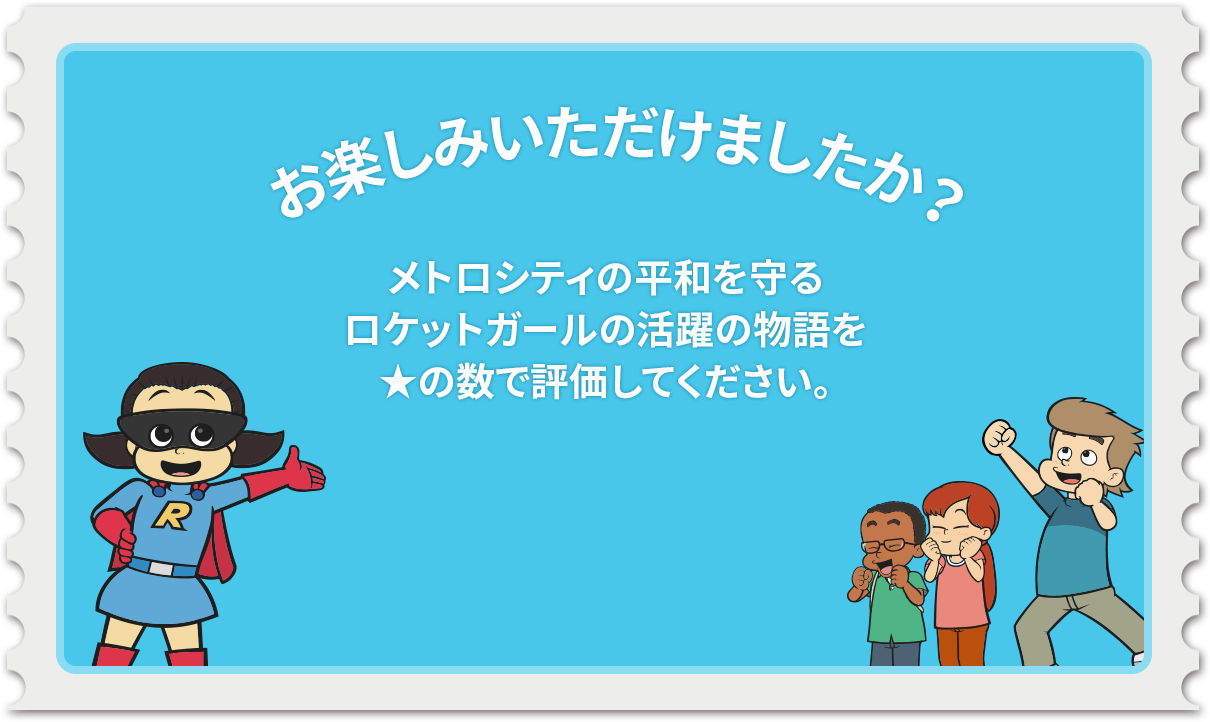 お楽しみいただけましたか?
メトロシティの平和を守る
ロケットガールの活躍の物語を
★の数で評価してください。
R